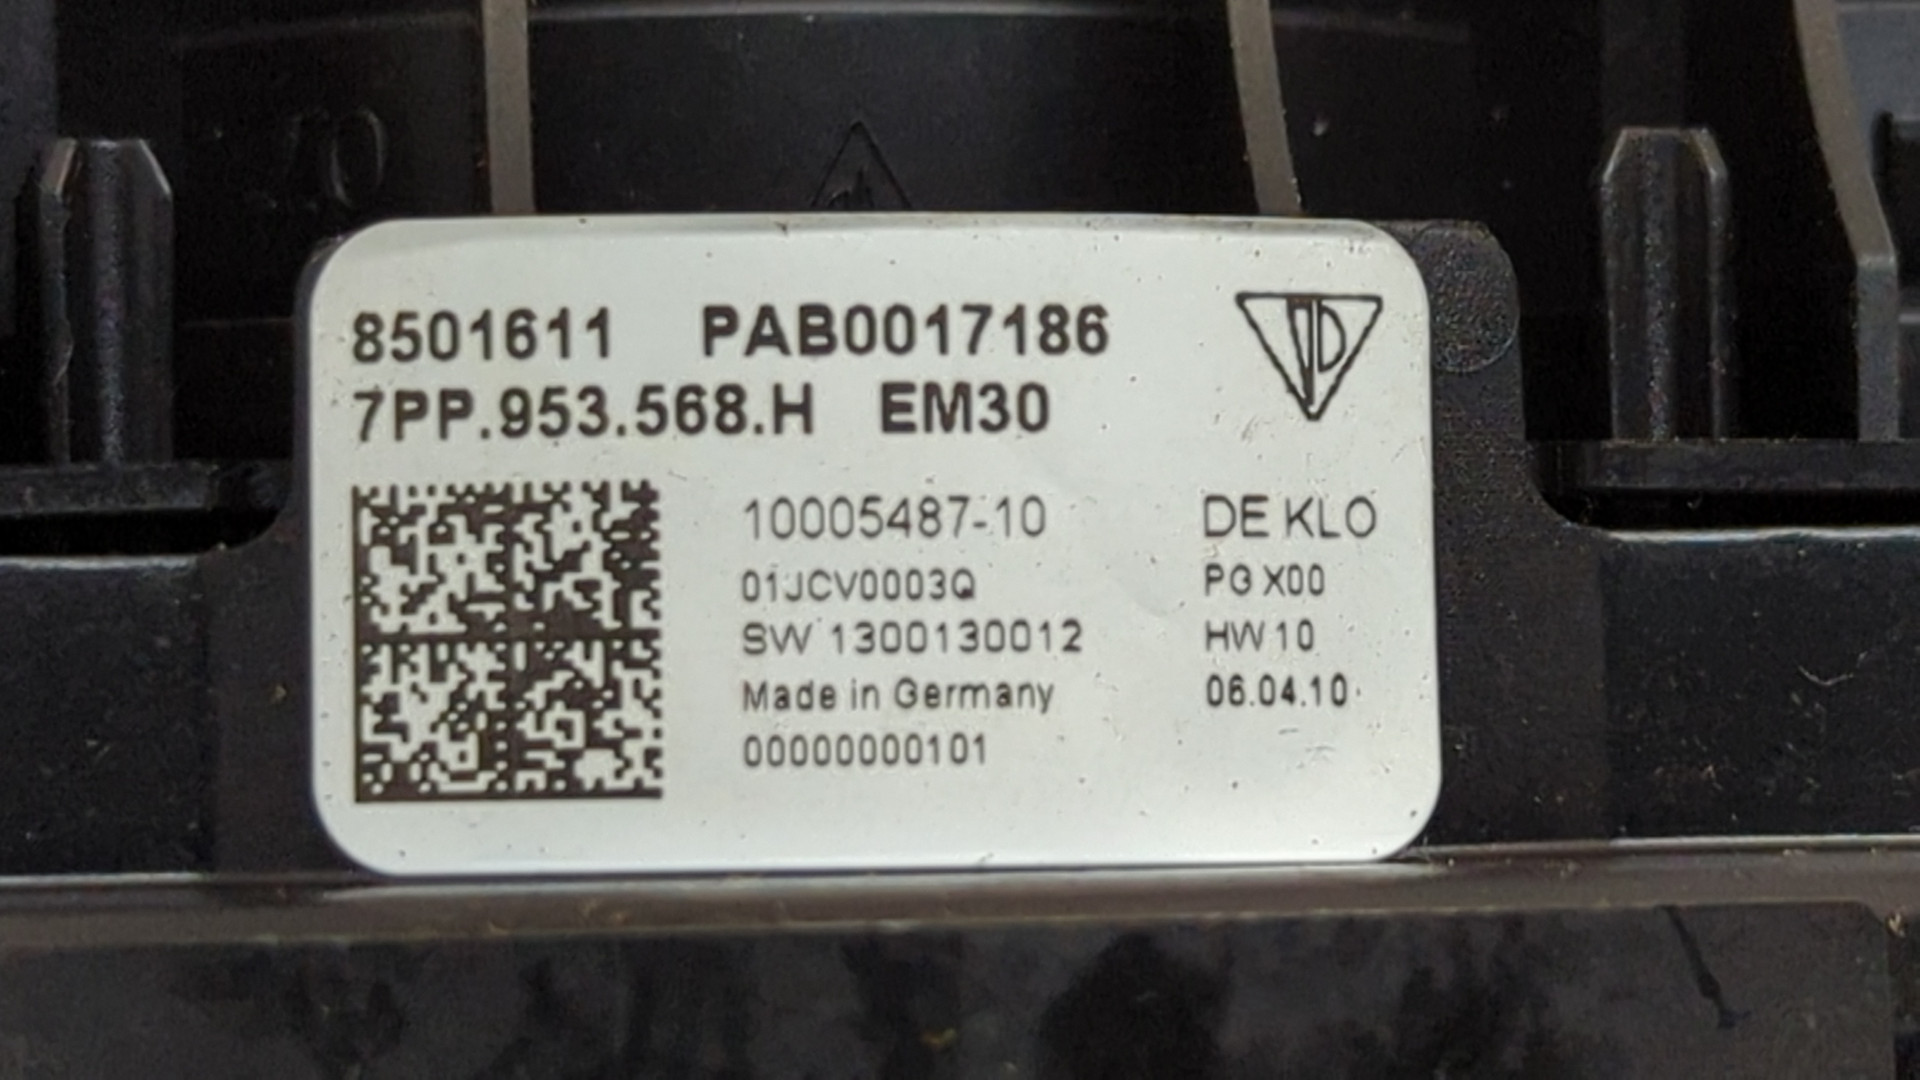 8501611 PAB0017186
7PP.953.568.H EM30
10005487-10 DE KLO
01JCV0003Q PG X00
SW 1300130012 HW 10
Made in Germany 06.04.10
00000000101